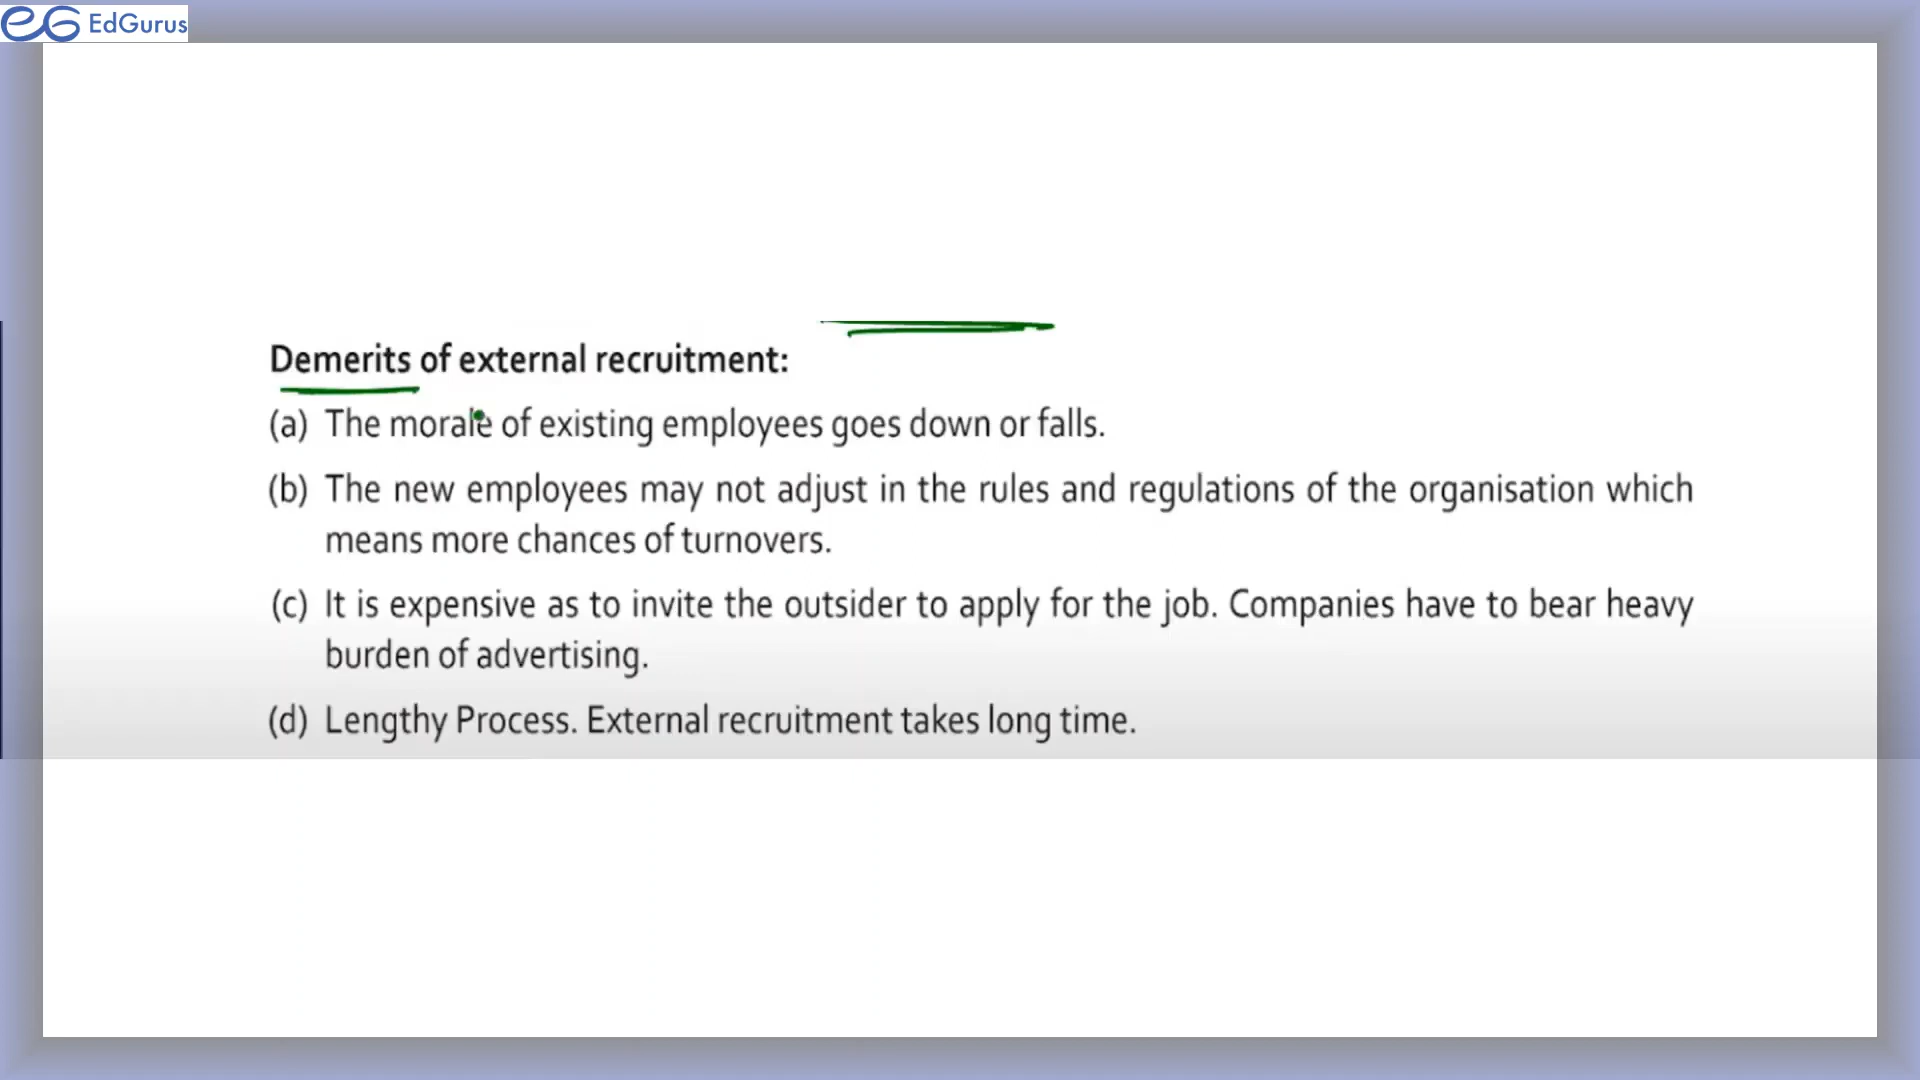 EdGurus
Demerits of external recruitment:
(a) The morale of existing employees goes down or falls.
(b) The new employees may not adjust in the rules and regulations of the organisation which
means more chances of turnovers.
(c) It is expensive as to invite the outsider to apply for the job. Companies have to bear heavy
burden of advertising.
(d) Lengthy Process. External recruitment takes long time.